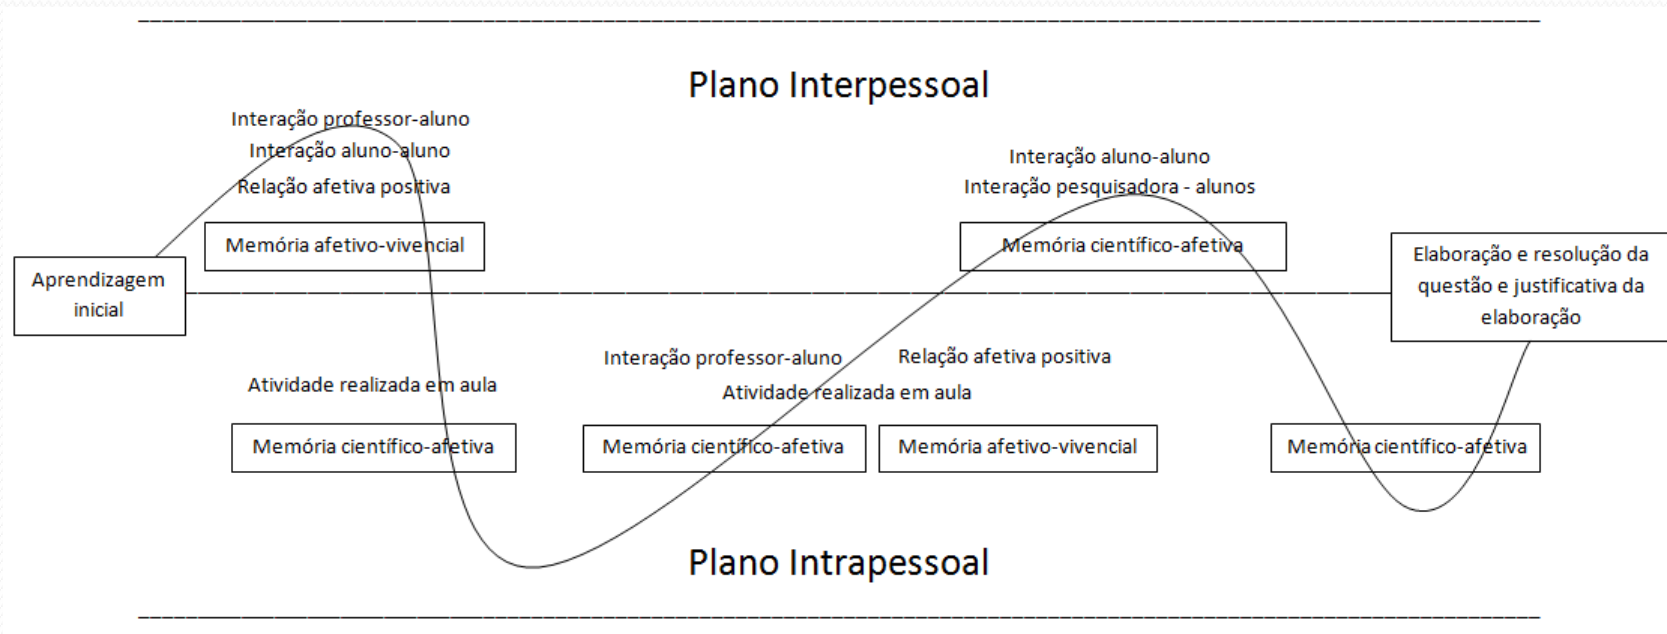 Plano Interpessoal
Interação professor-aluno
Interação aluno-aluno
Relação afetiva positiva
Memória afetivo-vivencial
Interação aluno-aluno
Interação pesquisadora - alunos
Memória científico-afetiva
Aprendizagem
inicial
Elaboração e resolução da
questão e justificativa da
elaboração
Atividade realizada em aula
Memória científico-afetiva
Interação professor-aluno
Relação afetiva positiva
Atividade realizada em aula
Memória científico-afetiva
Memória afetivo-vivencial
Memória científico-afetiva
Plano Intrapessoal